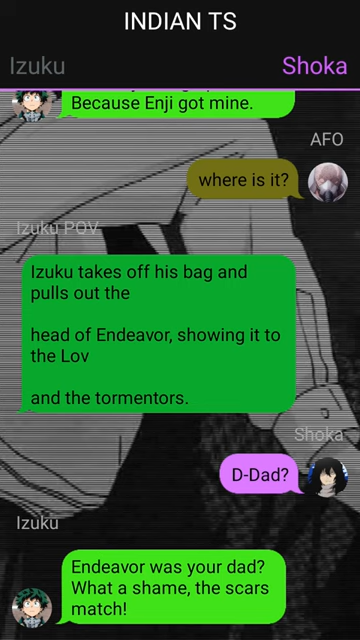 INDIAN TS
Izuku Shoka
Because Enji got mine.
AFO
where is it?
Izuku POV
Izuku takes off his bag and
pulls out the
head of Endeavor, showing it to
the Lov
and the tormentors.
Shoka
D-Dad?
Izuku
Endeavor was your dad?
What a shame, the scars
match!